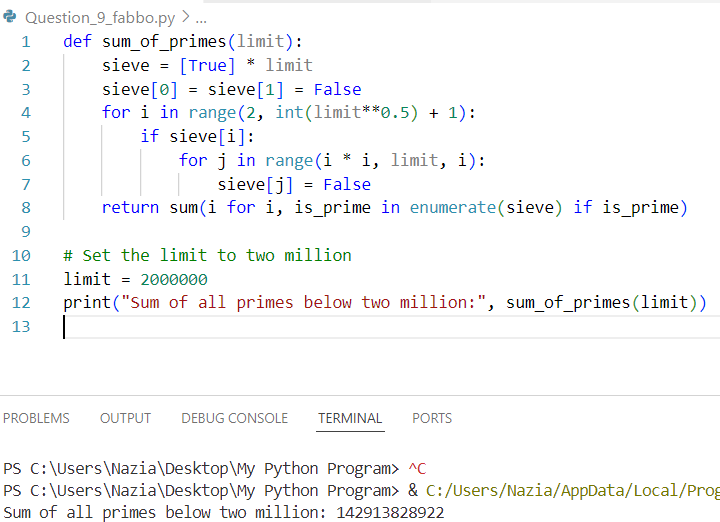 Question_9_fabbo.py > ...
1 def sum_of_primes(limit):
2     sieve = [True] * limit
3     sieve[0] = sieve[1] = False
4     for i in range(2, int(limit**0.5) + 1):
5         if sieve[i]:
6             for j in range(i * i, limit, i):
7                 sieve[j] = False
8     return sum(i for i, is_prime in enumerate(sieve) if is_prime)
9
10 # Set the limit to two million
11 limit = 2000000
12 print("Sum of all primes below two million:", sum_of_primes(limit))
13
PROBLEMS OUTPUT DEBUG CONSOLE TERMINAL PORTS
PS C:\Users\Nazia\Desktop\My Python Program> ^C
PS C:\Users\Nazia\Desktop\My Python Program> & C:/Users/Nazia/AppData/Local/Prog
Sum of all primes below two million: 142913828922